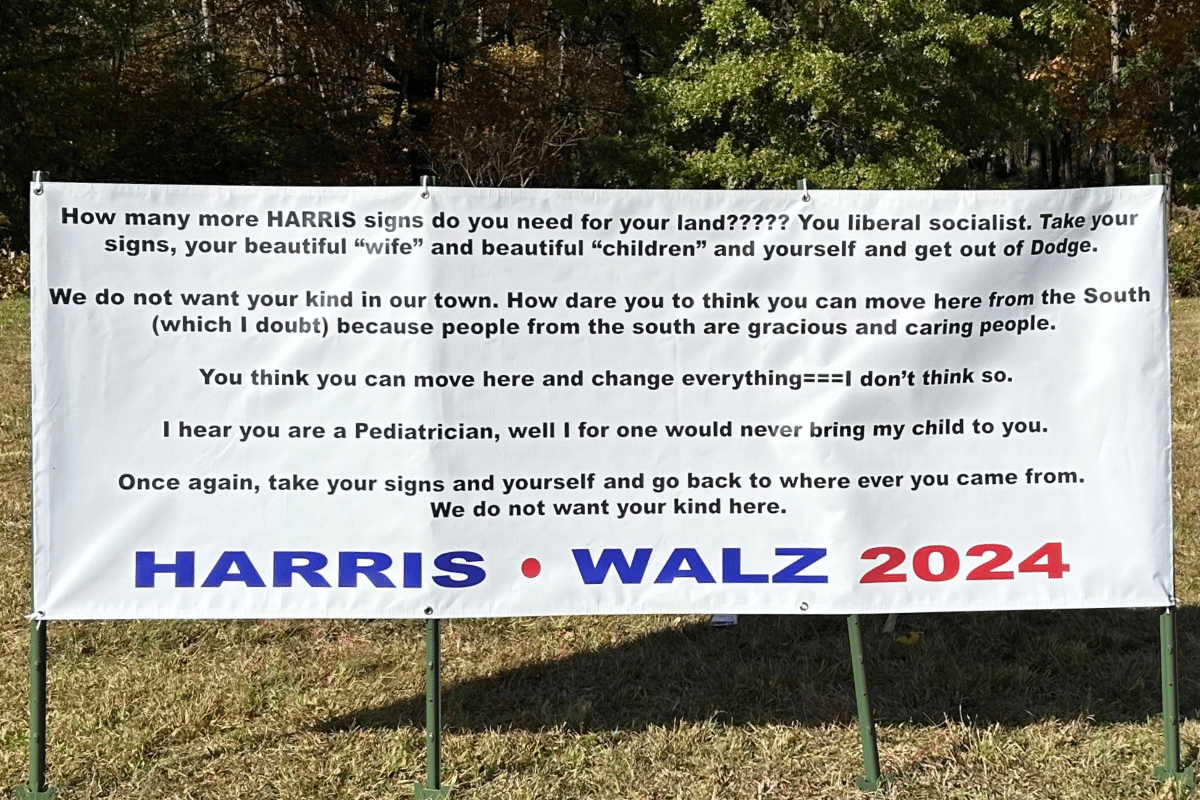 How many more HARRIS signs do you need for your land????? You liberal socialist. Take your
signs, your beautiful “wife” and beautiful “children” and yourself and get out of Dodge.
We do not want your kind in our town. How dare you to think you can move here from the South
(which I doubt) because people from the south are gracious and caring people.
You think you can move here and change everything===I don’t think so.
I hear you are a Pediatrician, well I for one would never bring my child to you.
Once again, take your signs and yourself and go back to where ever you came from.
We do not want your kind here.
HARRIS • WALZ 2024